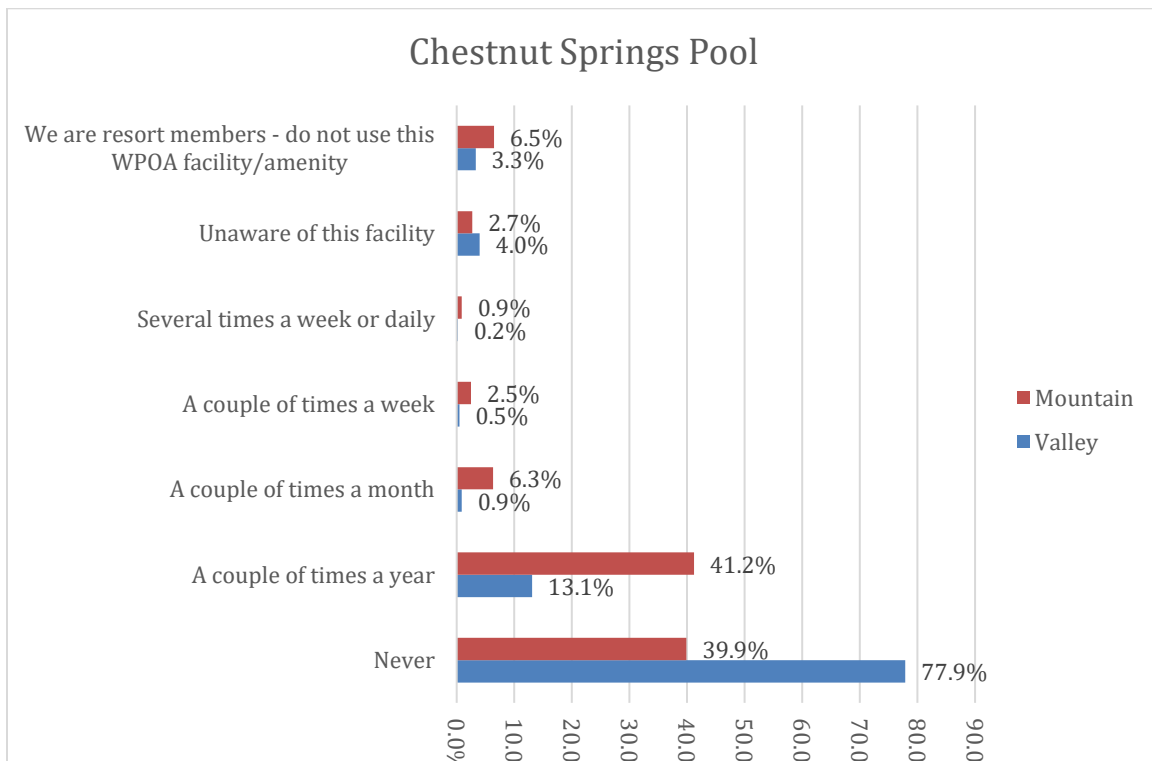 Chestnut Springs Pool
We are resort members - do not use this
WPOA facility/amenity
6.5%
3.3%
Unaware of this facility
2.7%
4.0%
Several times a week or daily
0.9%
0.2%
A couple of times a week
2.5%
0.5%
A couple of times a month
6.3%
0.9%
A couple of times a year
41.2%
13.1%
Never
39.9%
77.9%
Mountain
Valley
0.0%
10.0
20.0
30.0
40.0
50.0
60.0
70.0
80.0
90.0